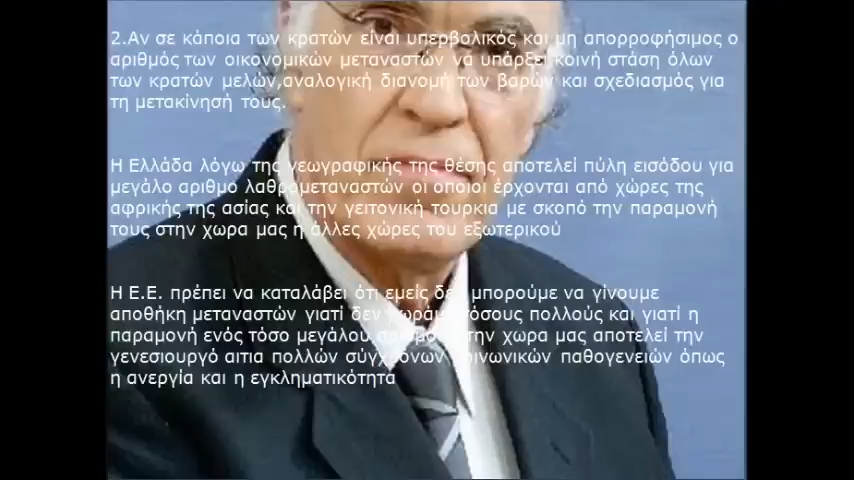 2.Αν σε κάποια των κρατών είναι υπερβολικός και μη απορροφήσιμος ο
αριθμός των οικονομικών μεταναστών να υπάρξει κοινή στάση όλων
των κρατών μελών,αναλογική διανομή των βαρών και σχεδιασμός για
τη μετακίνησή τους.
Η Ελλάδα λόγω της γεωγραφικής της θέσης αποτελεί πύλη εισόδου για
μεγάλο αριθμό λαθρομεταναστών οι οποιοι έρχονται από χώρες της
αφρικής της ασίας και την γειτονική τουρκια με σκοπό την παραμονή
τους στην χωρα μας ή άλλες χώρες του εξωτερικού
Η Ε.Ε. πρέπει να καταλάβει ότι εμείς δεν μπορούμε να γίνουμε
αποθήκη μεταναστών γιατί δεν χωράμε τόσους πολλούς και γιατί η
παραμονή ενός τόσο μεγάλου στην χωρα μας αποτελεί την
γενεσιουργό αιτια πολλών σύγχρονων κοινωνικών παθογενειών όπως
η ανεργία και η εγκληματικότητα